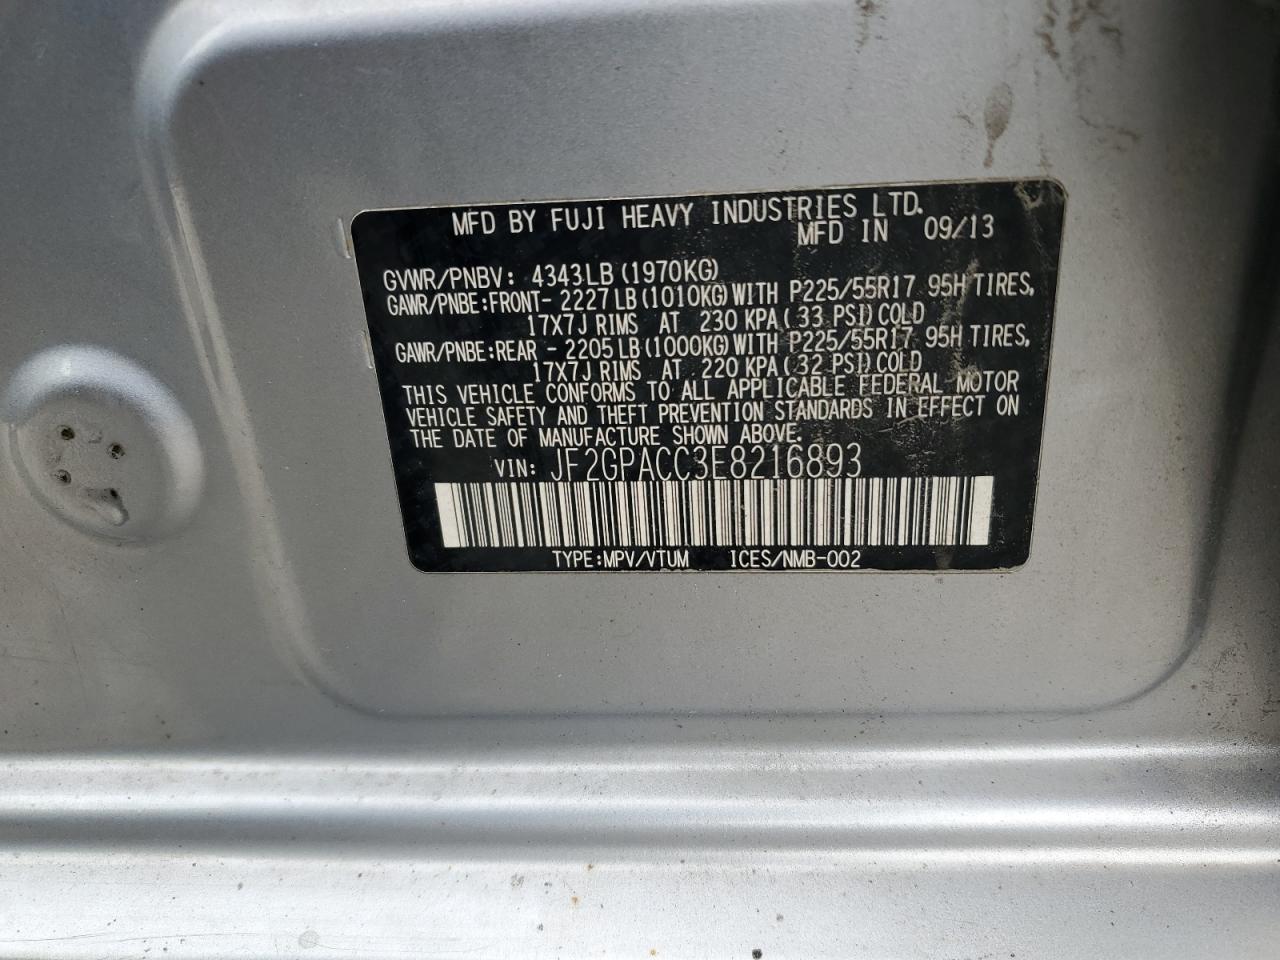 MFD BY FUJI HEAVY INDUSTRIES LTD.
MFD IN 09/13
GVWR/PNBV: 4343LB (1970KG)
GAWR/PNBE:FRONT- 2227LB (1010KG) WITH P225/55R17 95H TIRES,
17X7J RIMS AT 230 KPA( 33 PSI) COLD
GAWR/PNBE:REAR - 2205LB (1000KG) WITH P225/55R17 95H TIRES,
17X7J RIMS AT 220 KPA( 32 PSI) COLD
THIS VEHICLE CONFORMS TO ALL APPLICABLE FEDERAL MOTOR
VEHICLE SAFETY AND THEFT PREVENTION STANDARDS IN EFFECT ON
THE DATE OF MANUFACTURE SHOWN ABOVE.
VIN: JF2GPACC3E8216893
TYPE:MPV/VTUM ICES/NMB-002